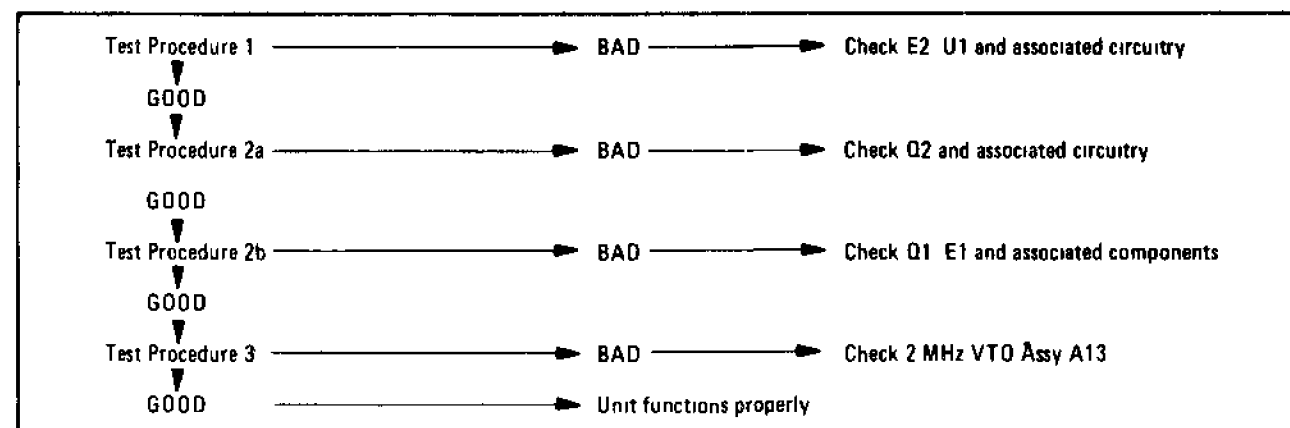 Test Procedure 1 BAD Check E2 U1 and associated circuitry
GOOD
Test Procedure 2a BAD Check Q2 and associated circuitry
GOOD
Test Procedure 2b BAD Check Q1 E1 and associated components
GOOD
Test Procedure 3 BAD Check 2 MHz VTO Assy A13
GOOD Unit functions properly